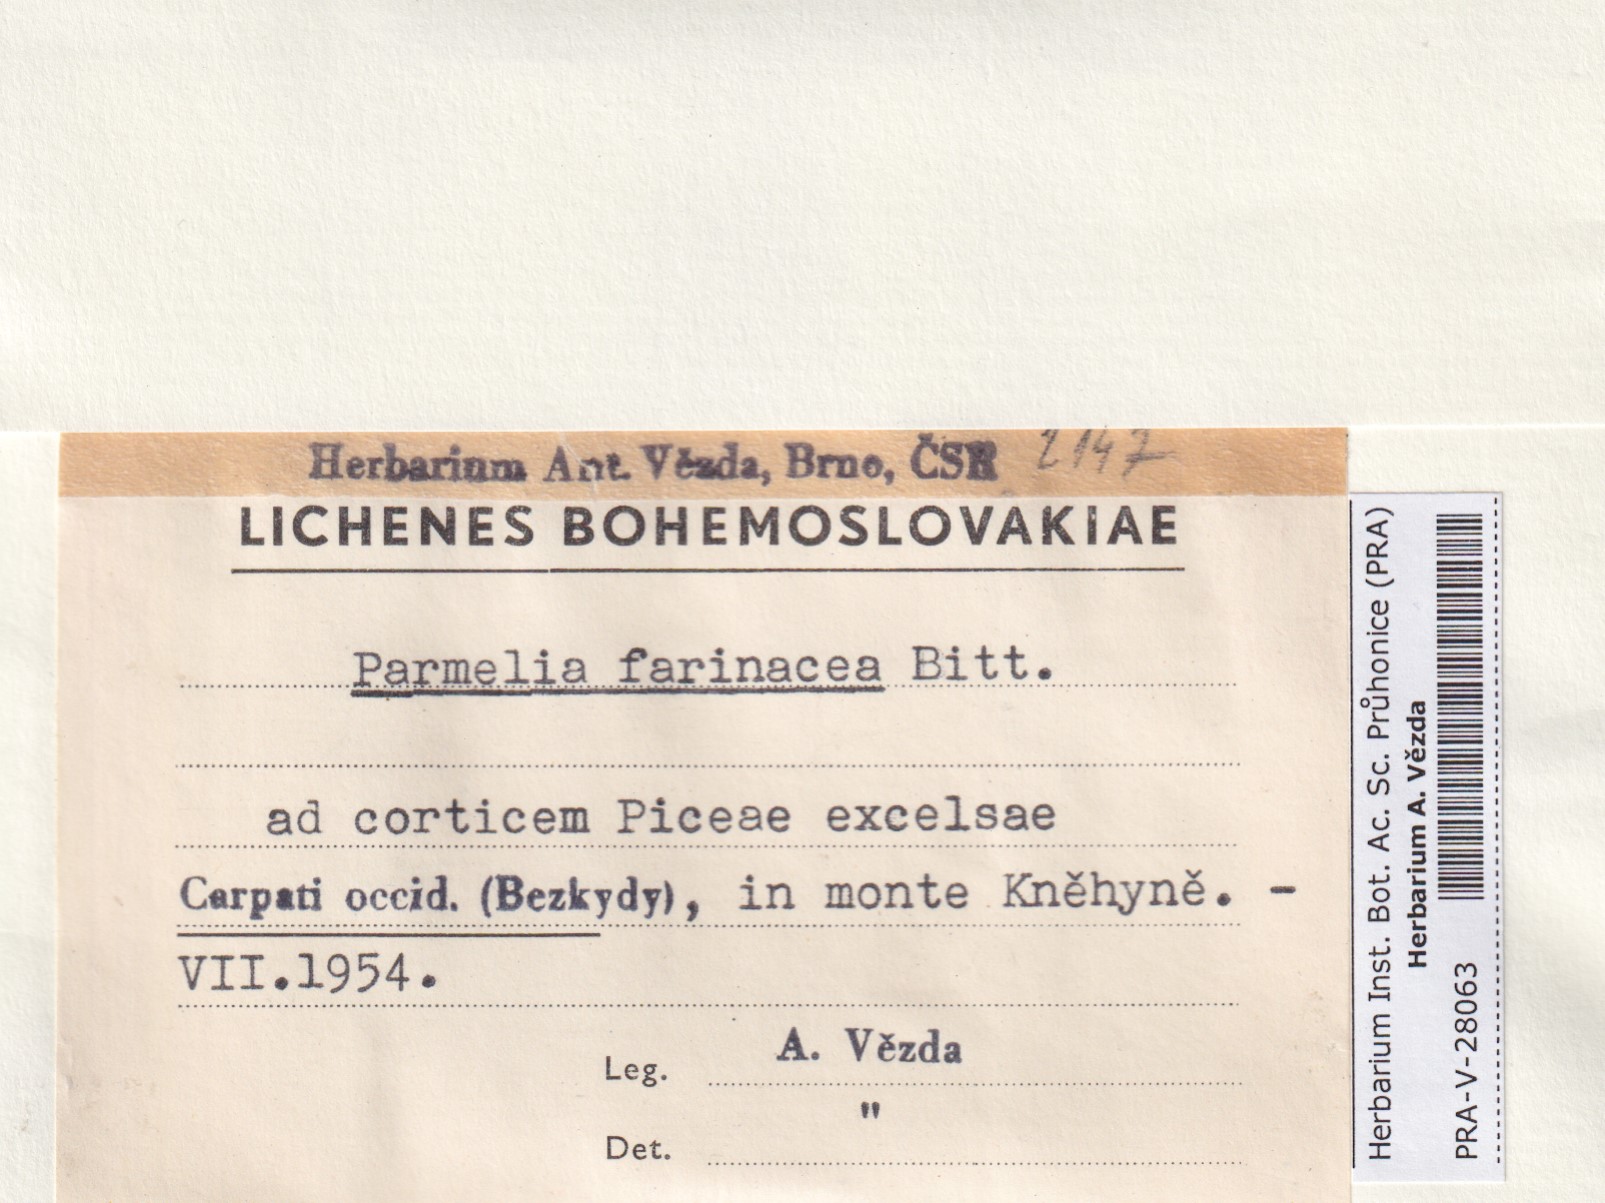 Herbarium Ant. Vězda, Brno, ČSR 2147
LICHENES BOHEMOSLOVAKIAE
Parmelia farinacea Bitt.
ad corticem Piceae excelsae
Carpati occid. (Bezkydy), in monte Kněhyně. -
VII.1954.
Leg. A. Vězda
Det. "
Herbarium Inst. Bot. Ac. Sc. Průhonice (PRA)
Herbarium A. Vězda
PRA-V-28063